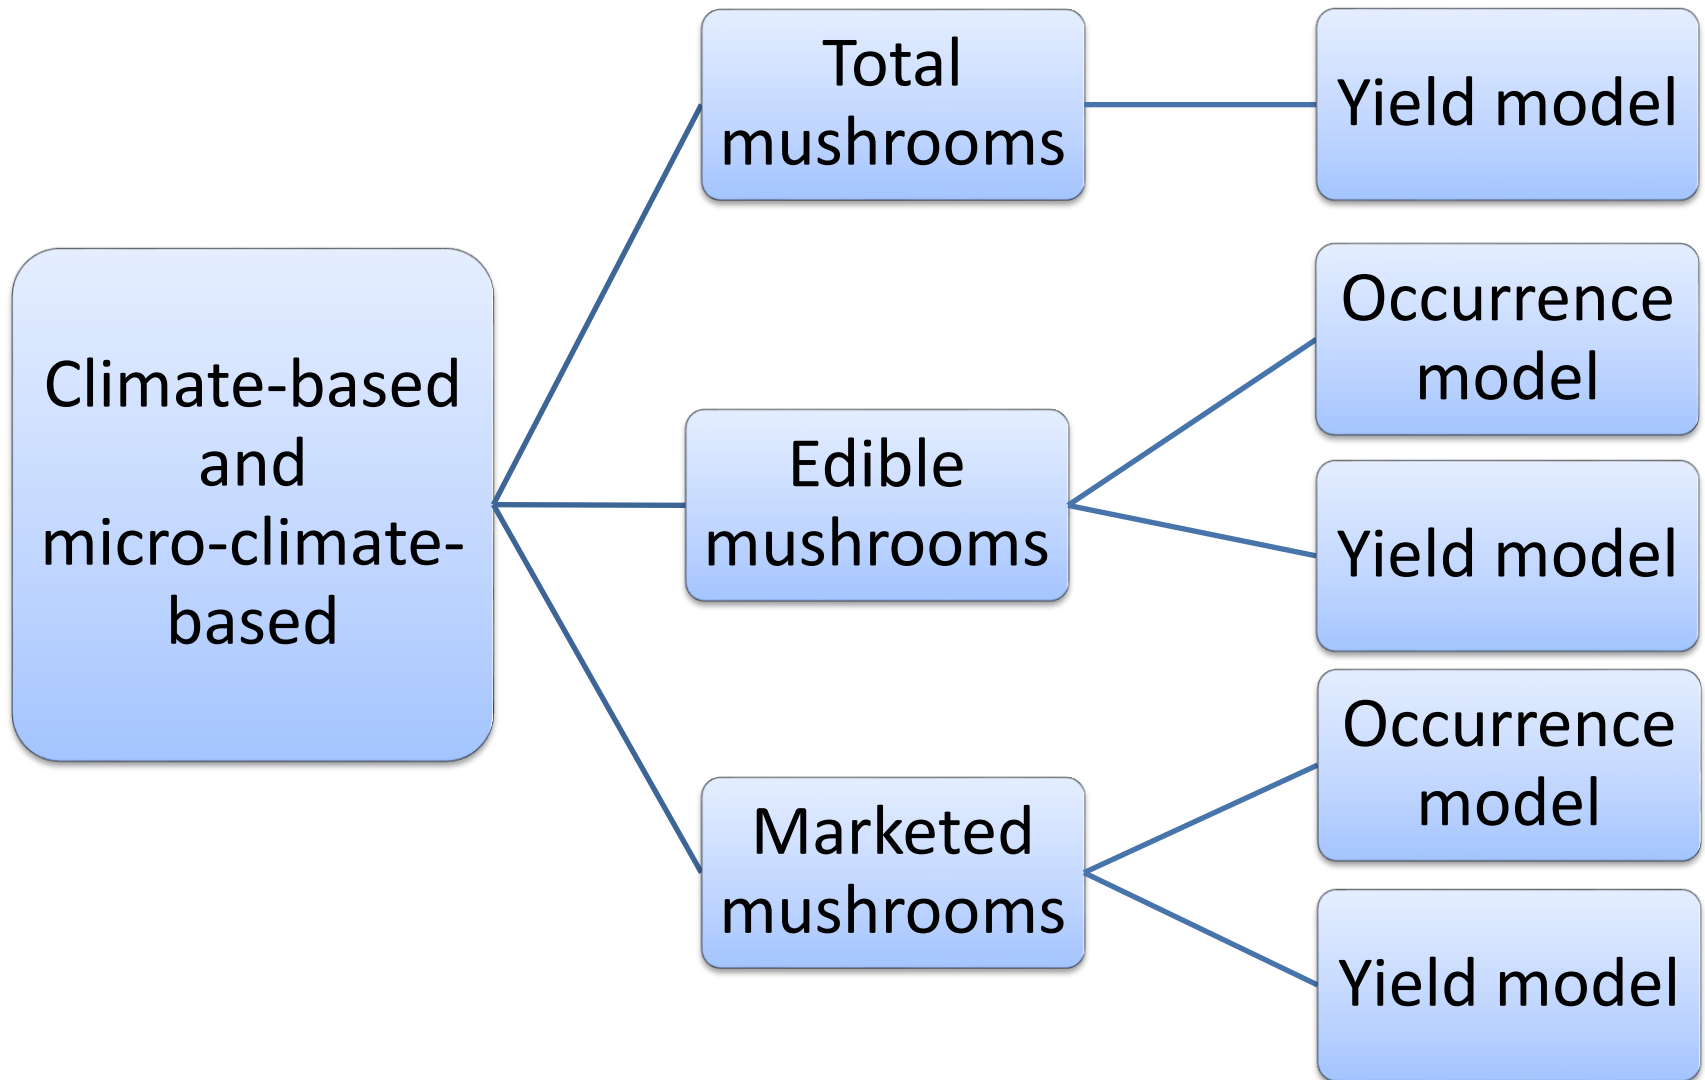 Climate-based
and
micro-climate-
based
Total
mushrooms
Yield model
Edible
mushrooms
Occurrence
model
Yield model
Marketed
mushrooms
Occurrence
model
Yield model